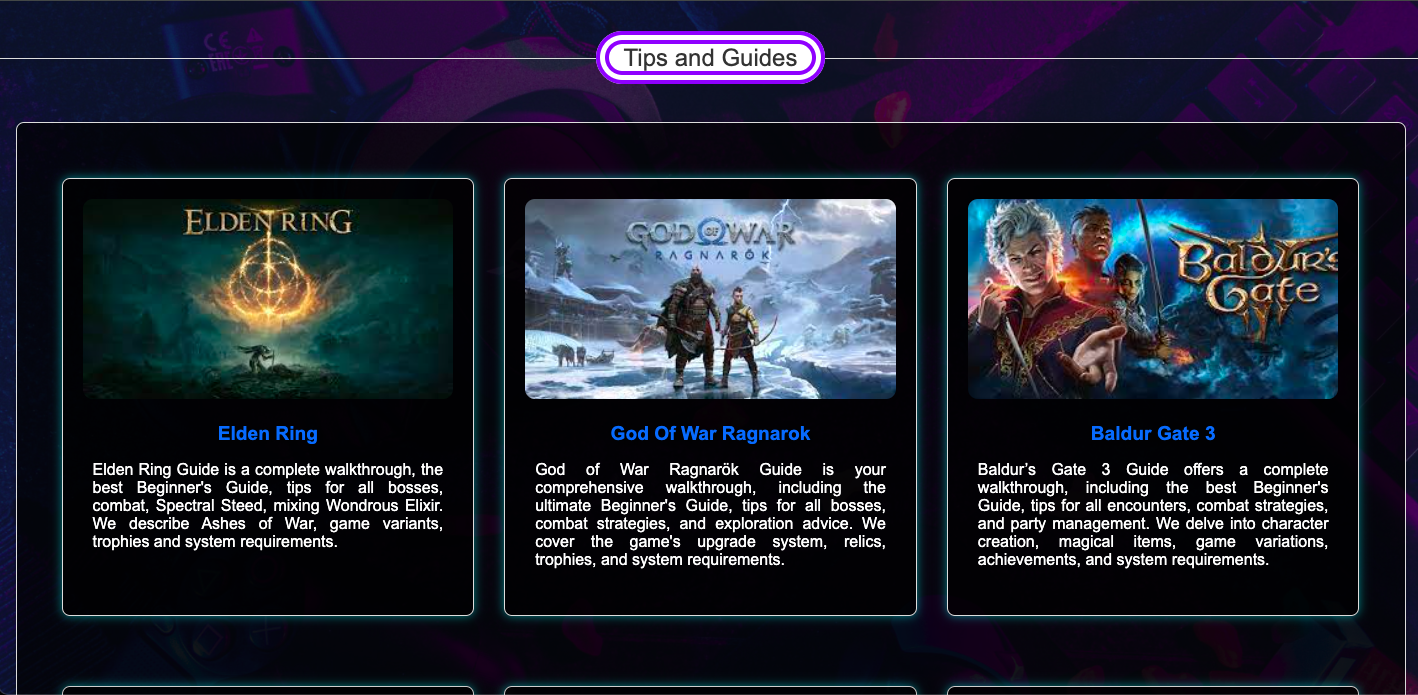 Tips and Guides
ELDEN RING
GOD OF WAR
RAGNARÖK
Baldur's
Gate
Elden Ring
God Of War Ragnarok
Baldur Gate 3
Elden Ring Guide is a complete walkthrough, the
best Beginner's Guide, tips for all bosses,
combat, Spectral Steed, mixing Wondrous Elixir.
We describe Ashes of War, game variants,
trophies and system requirements.
God of War Ragnarök Guide is your
comprehensive walkthrough, including the
ultimate Beginner's Guide, tips for all bosses,
combat strategies, and exploration advice. We
cover the game's upgrade system, relics,
trophies, and system requirements.
Baldur’s Gate 3 Guide offers a complete
walkthrough, including the best Beginner's
Guide, tips for all encounters, combat strategies,
and party management. We delve into character
creation, magical items, game variations,
achievements, and system requirements.